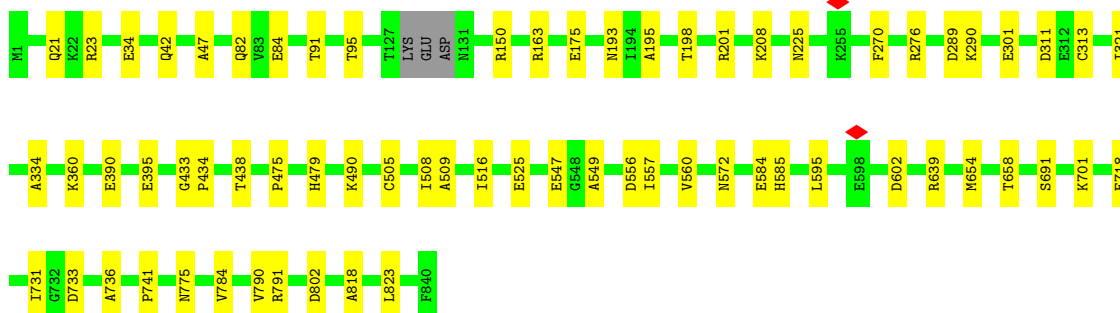 M1 Q21 K22 R23 E34 Q42 A47 Q82 V83 E84 T91 T95 T127 LYS GLU ASP N131 R150 R163 E175 N193 I194 A195 T198 R201 K208 N225 K255 F270 R276 D289 K290 E301 D311 E312 C313
A334 K360 E390 E395 G433 P434 T438 P475 H479 K490 C505 I508 A509 I516 E525 E547 G548 A549 D556 I557 V560 N572 E584 H585 L595 E598 D602 R639 M654 T658 S691 K701
I731 G732 D733 A736 P741 N775 V784 V790 R791 D802 A818 L823 F840